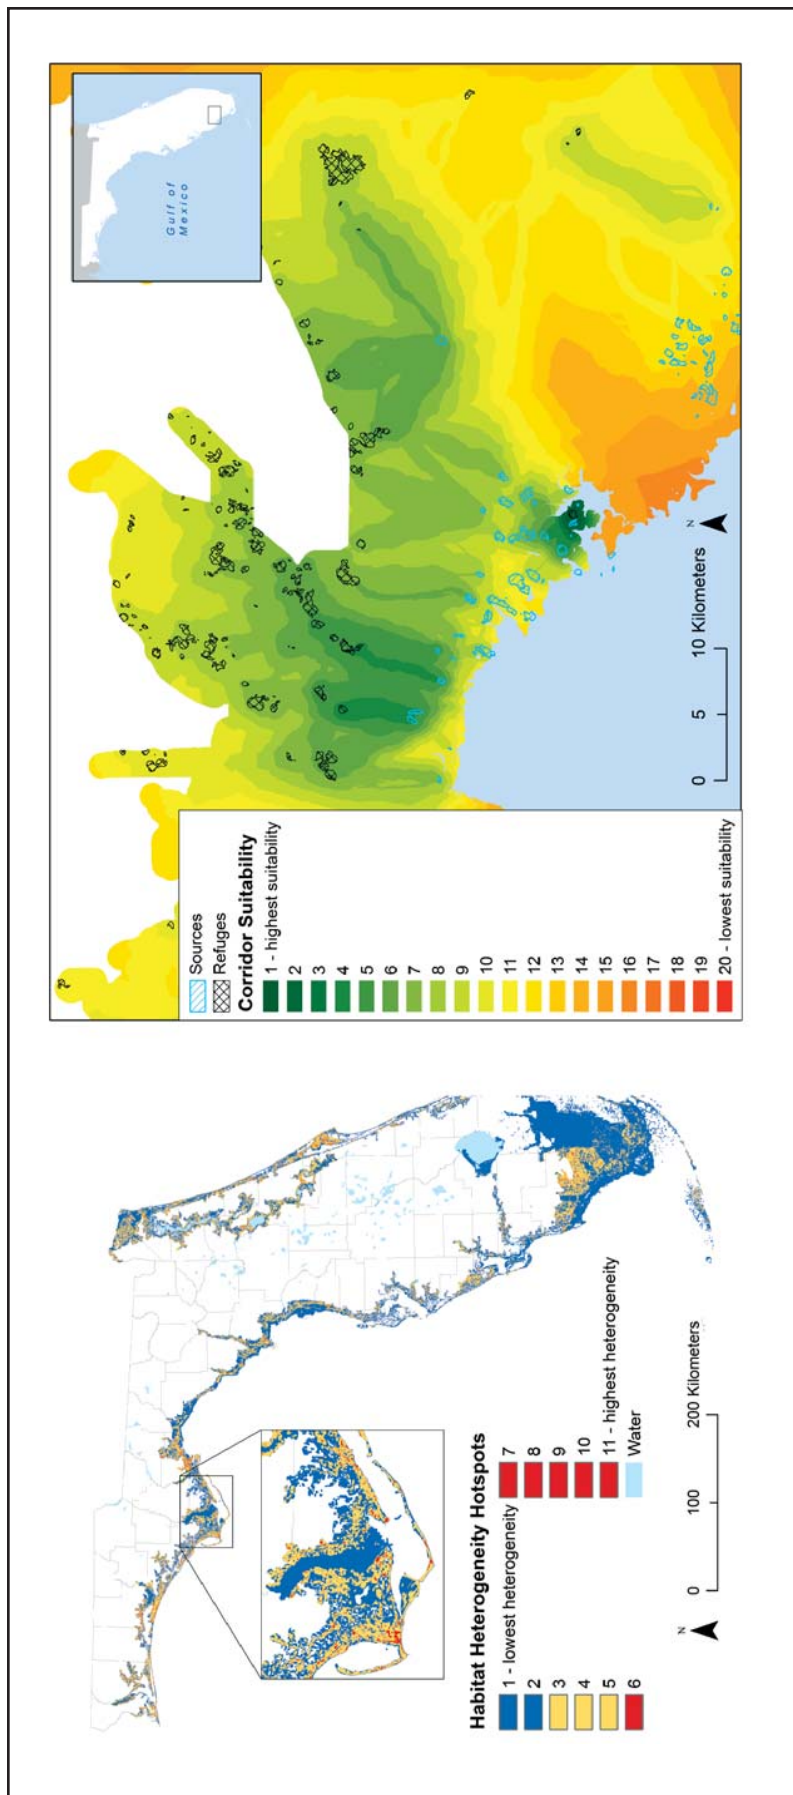 Habitat Heterogeneity Hotspots
1 - lowest heterogeneity
2
3
4
5
6
7
8
9
10
11 - highest heterogeneity
Water
N
0 100 200 Kilometers
Gulf of
Mexico
Sources
Refuges
Corridor Suitability
1 - highest suitability
2
3
4
5
6
7
8
9
10
11
12
13
14
15
16
17
18
19
20 - lowest suitability
N
0 5 10 Kilometers